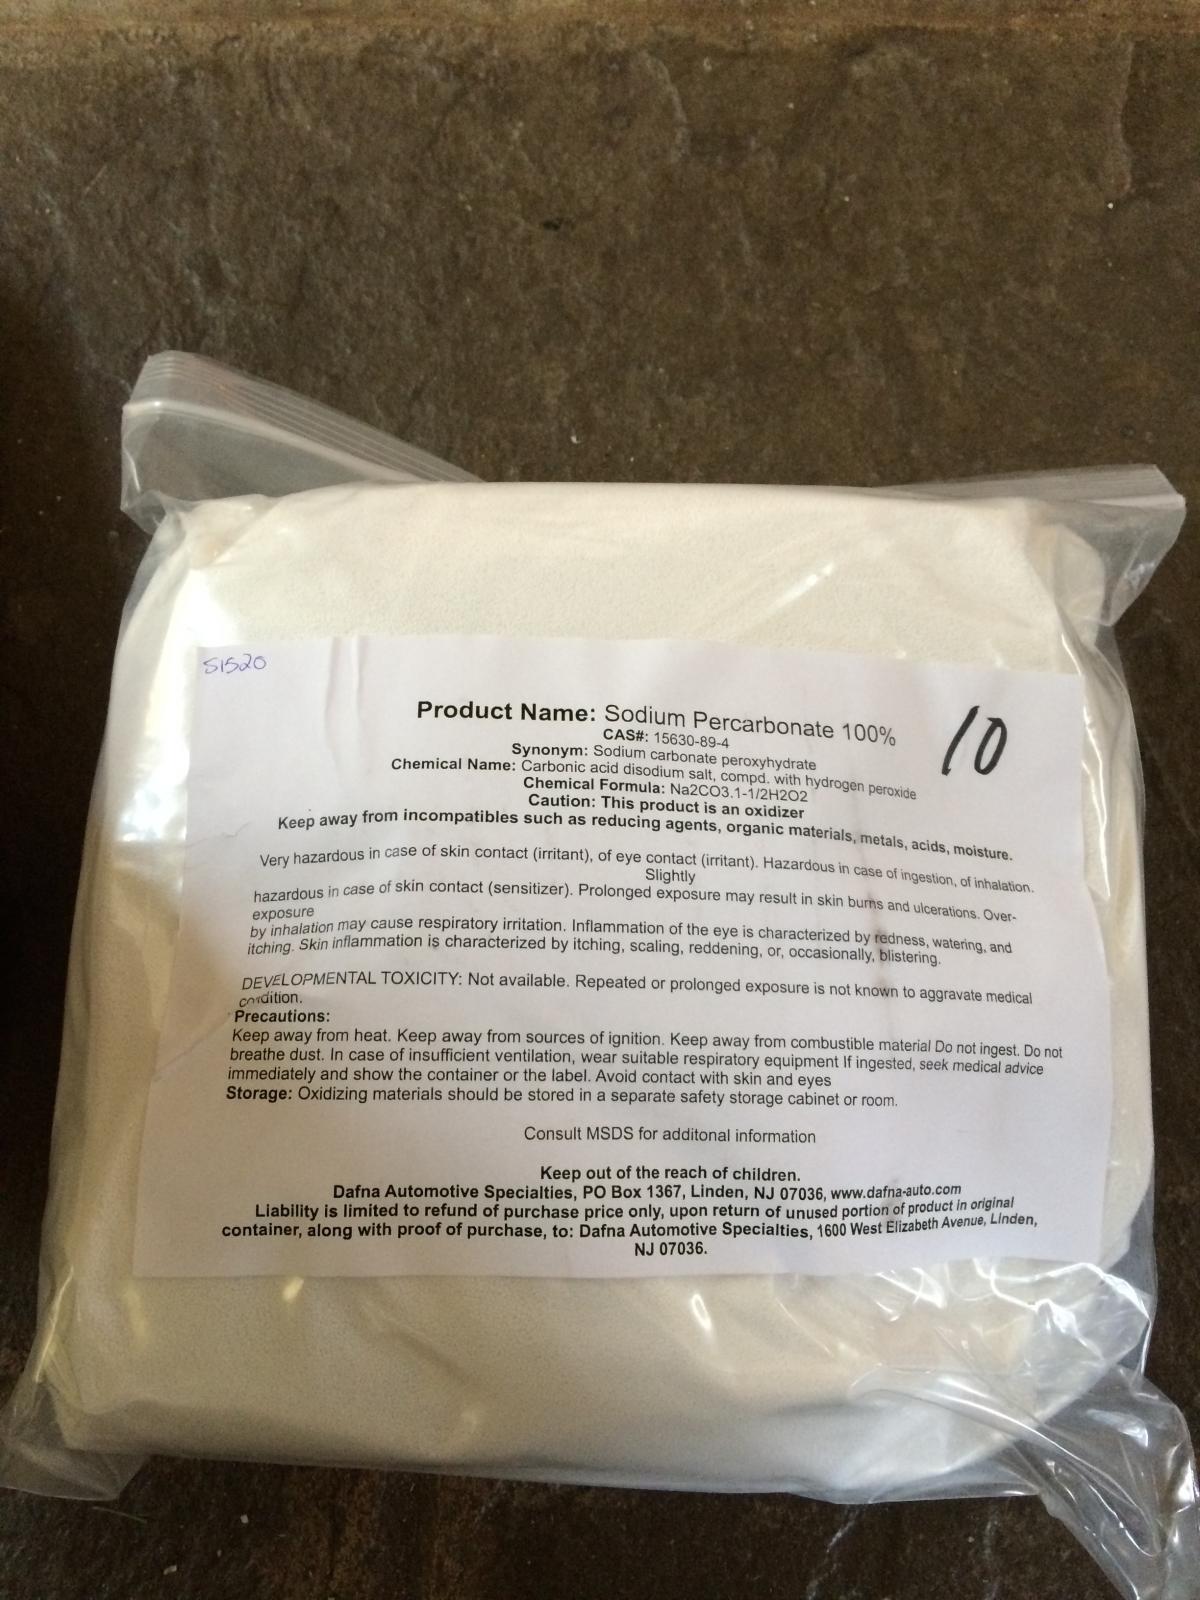 S1520
10
Product Name: Sodium Percarbonate 100%
CAS#: 15630-89-4
Synonym: Sodium carbonate peroxyhydrate
Chemical Name: Carbonic acid disodium salt, compd. with hydrogen peroxide
Chemical Formula: Na2CO3.1-1/2H2O2
Caution: This product is an oxidizer
Keep away from incompatibles such as reducing agents, organic materials, metals, acids, moisture.
Very hazardous in case of skin contact (irritant), of eye contact (irritant). Hazardous in case of ingestion, of inhalation.
Slightly
hazardous in case of skin contact (sensitizer). Prolonged exposure may result in skin burns and ulcerations. Over-
exposure
by inhalation may cause respiratory irritation. Inflammation of the eye is characterized by redness, watering, and
itching. Skin inflammation is characterized by itching, scaling, reddening, or, occasionally, blistering.
DEVELOPMENTAL TOXICITY: Not available. Repeated or prolonged exposure is not known to aggravate medical
condition.
Precautions:
Keep away from heat. Keep away from sources of ignition. Keep away from combustible material Do not ingest. Do not
breathe dust. In case of insufficient ventilation, wear suitable respiratory equipment If ingested, seek medical advice
immediately and show the container or the label. Avoid contact with skin and eyes
Storage: Oxidizing materials should be stored in a separate safety storage cabinet or room.
Consult MSDS for additonal information
Keep out of the reach of children.
Dafna Automotive Specialties, PO Box 1367, Linden, NJ 07036, www.dafna-auto.com
Liability is limited to refund of purchase price only, upon return of unused portion of product in original
container, along with proof of purchase, to: Dafna Automotive Specialties, 1600 West Elizabeth Avenue, Linden,
NJ 07036.